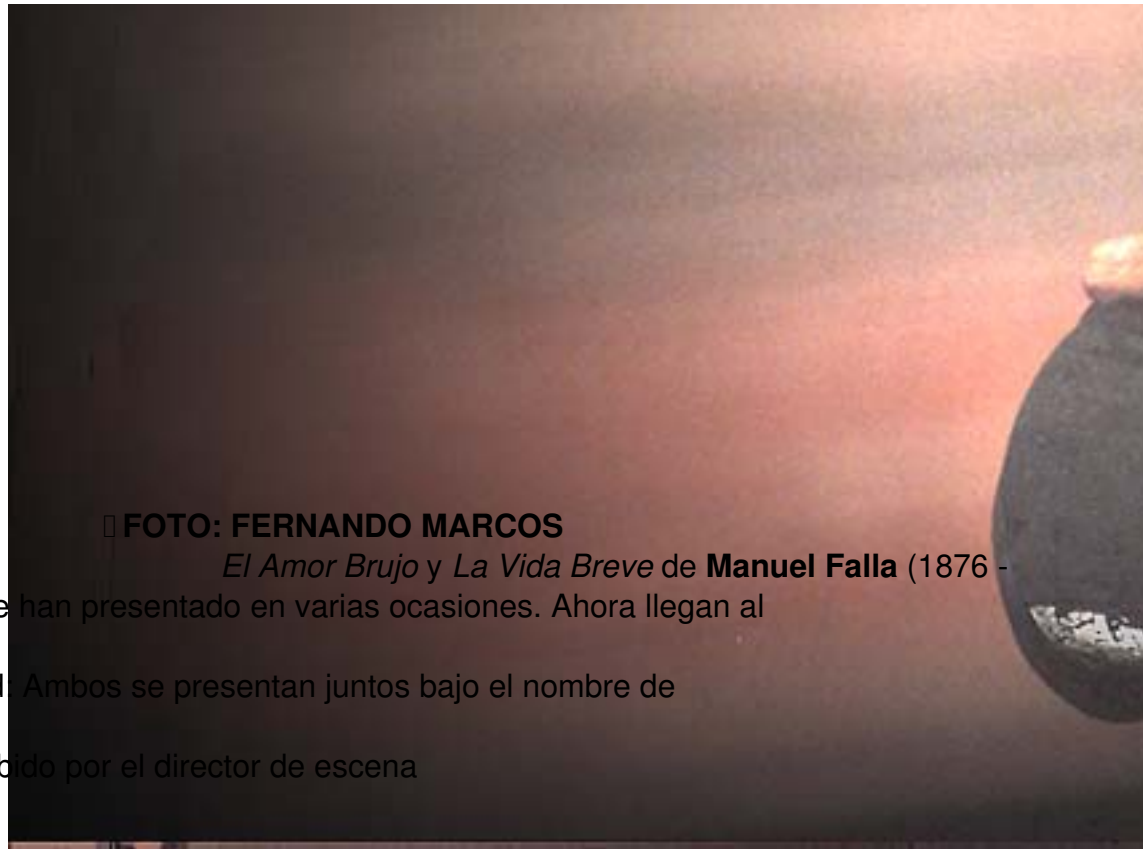 FOTO: FERNANDO MARCOS
El Amor Brujo y La Vida Breve de Manuel Falla (1876 -
han presentado en varias ocasiones. Ahora llegan al
Ambos se presentan juntos bajo el nombre de
por el director de escena